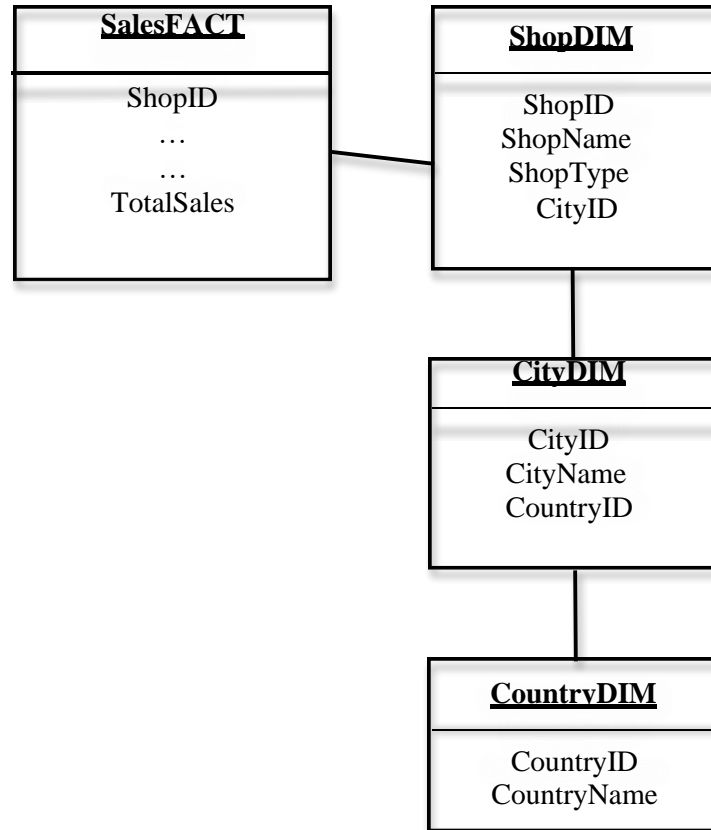 SalesFACT
ShopID
…
…
TotalSales
ShopDIM
ShopID
ShopName
ShopType
CityID
CityDIM
CityID
CityName
CountryID
CountryDIM
CountryID
CountryName